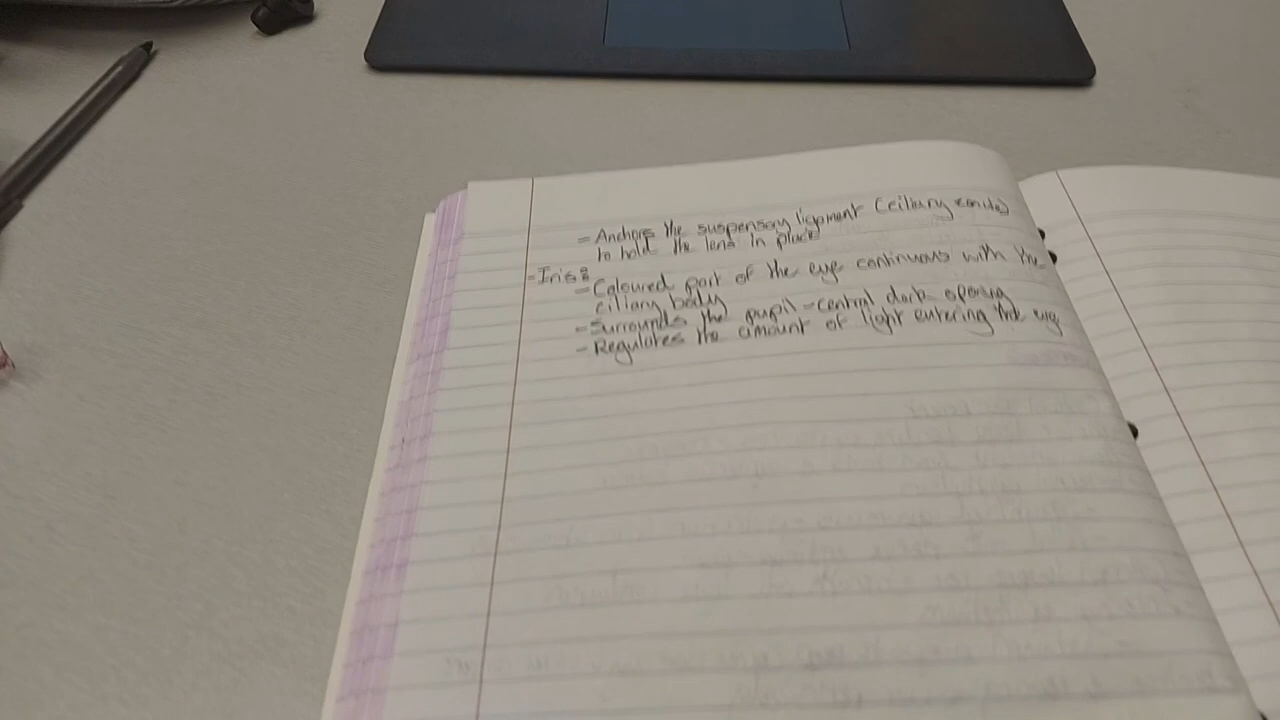 - Anchors the suspensory ligament (ciliary zonule)
to hold the lens in place
- Iris:
- Coloured part of the eye continuous with the
ciliary body
- Surrounds the pupil - central dark opening
- Regulates the amount of light entering the eye